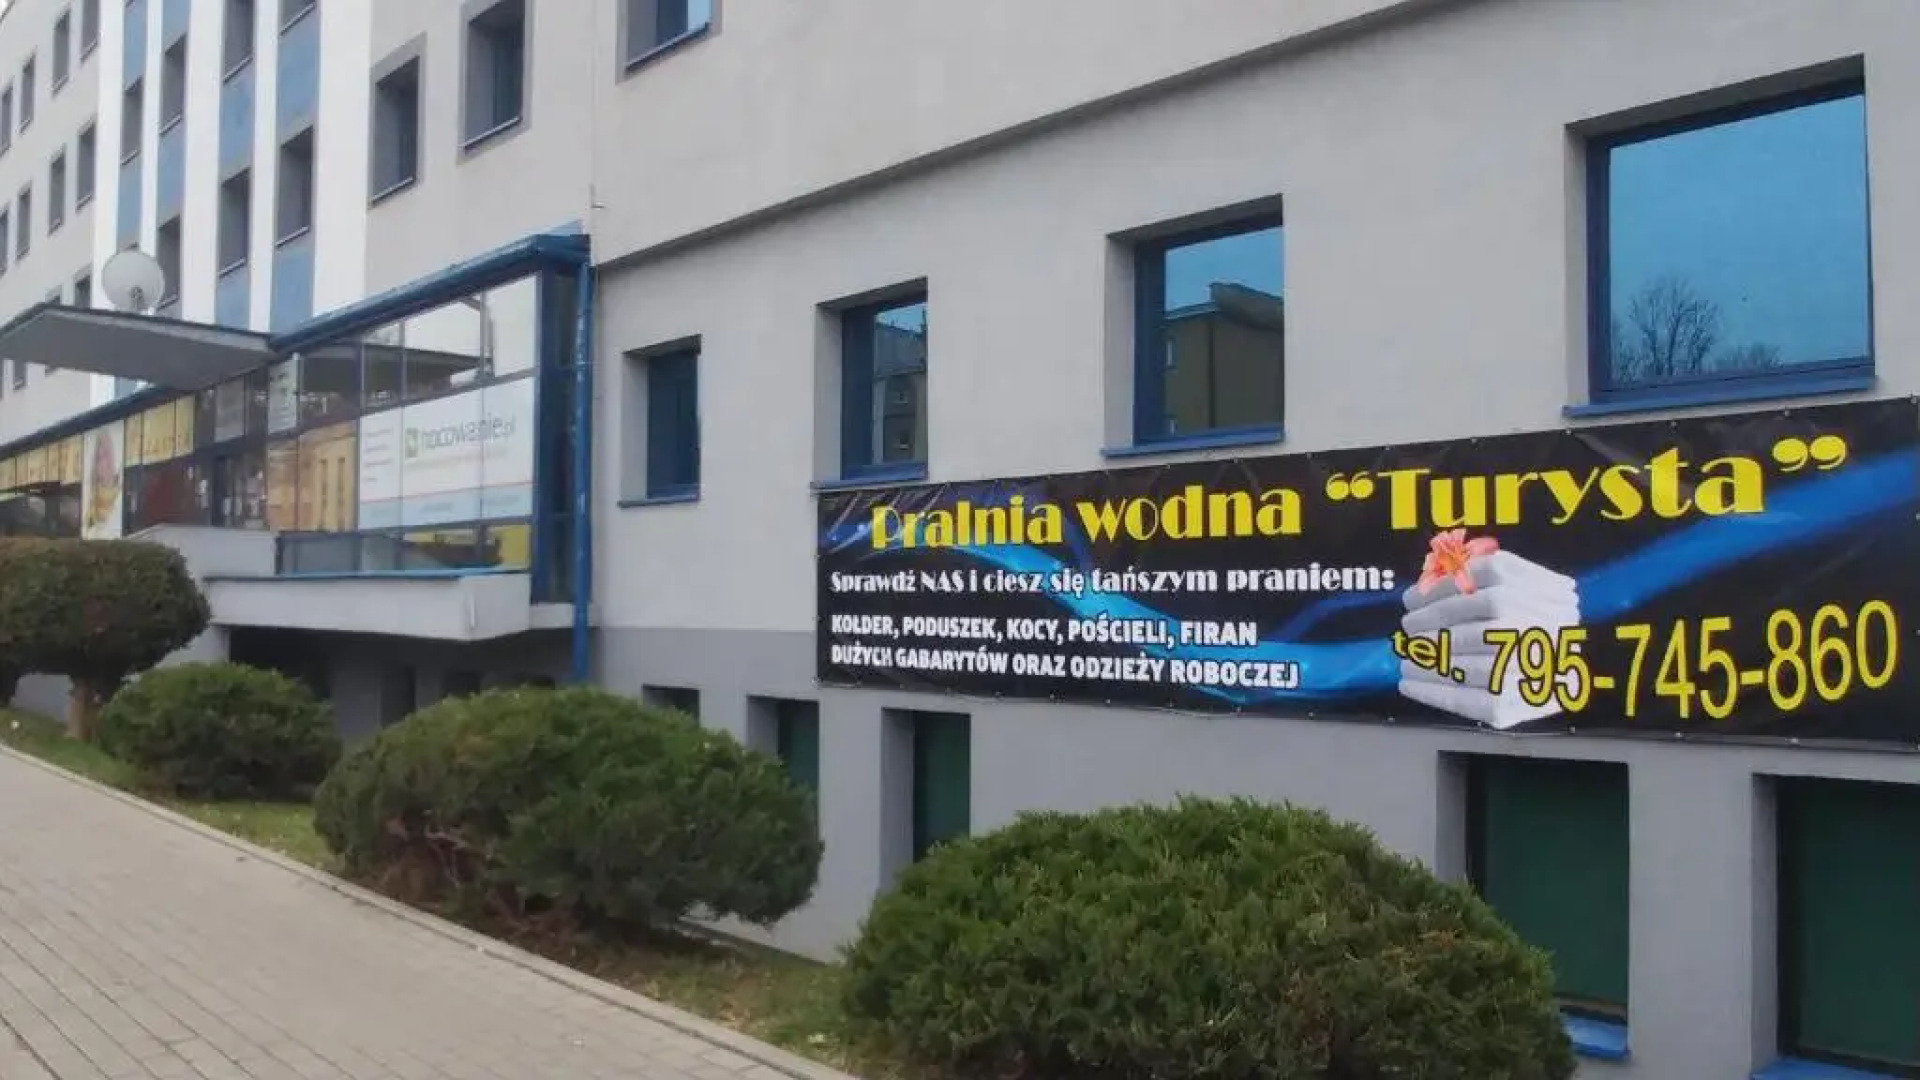 nocowanie.pl
Pralnia wodna “Turysta”
Sprawdź NAS i ciesz się tańszym praniem:
KOŁDER, PODUSZEK, KOCY, POŚCIELI, FIRAN
DUŻYCH GABARYTÓW ORAZ ODZIEŻY ROBOCZEJ
tel. 795-745-860